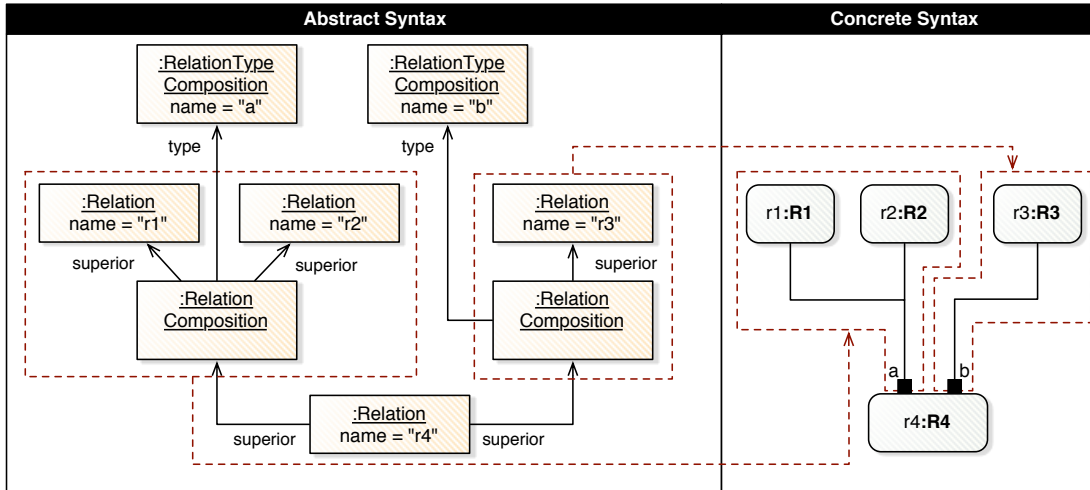 Abstract Syntax
Concrete Syntax
:RelationType
Composition
name = "a"
:RelationType
Composition
name = "b"
type
type
:Relation
name = "r1"
:Relation
name = "r2"
:Relation
name = "r3"
r1:R1
r2:R2
r3:R3
superior
superior
superior
:Relation
Composition
:Relation
Composition
a
b
:Relation
name = "r4"
superior
superior
r4:R4